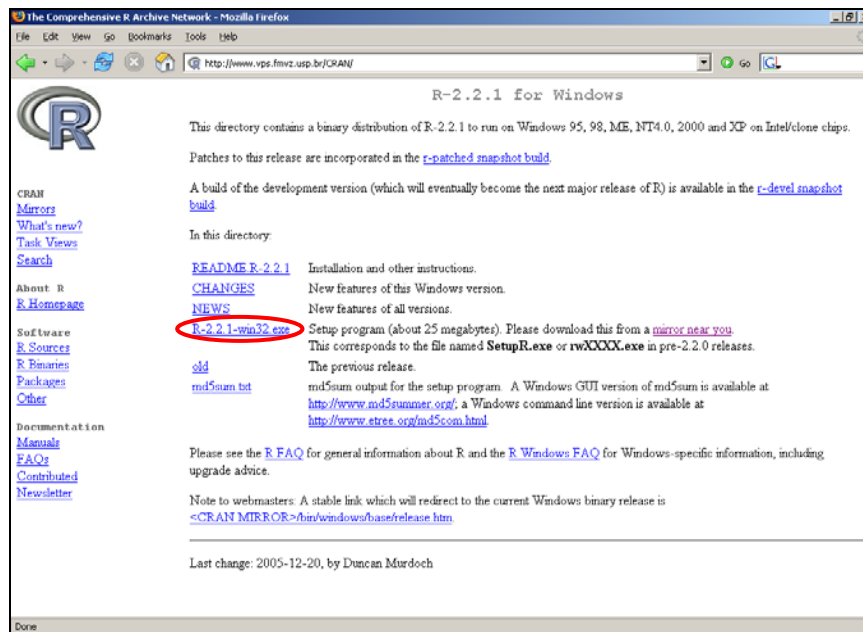 The Comprehensive R Archive Network - Mozilla Firefox
File Edit View Go Bookmarks Tools Help
http://www.vps.fmvz.usp.br/CRAN/ Go G
R
CRAN
Mirrors
What's new?
Task Views
Search
About R
R Homepage
Software
R Sources
R Binaries
Packages
Other
Documentation
Manuals
FAQs
Contributed
Newsletter
R-2.2.1 for Windows
This directory contains a binary distribution of R-2.2.1 to run on Windows 95, 98, ME, NT4.0, 2000 and XP on Intel/clone chips.
Patches to this release are incorporated in the r-patched snapshot build.
A build of the development version (which will eventually become the next major release of R) is available in the r-devel snapshot
build.
In this directory:
README.R-2.2.1 Installation and other instructions.
CHANGES New features of this Windows version.
NEWS New features of all versions.
R-2.2.1-win32.exe Setup program (about 25 megabytes). Please download this from a mirror near you.
This corresponds to the file named SetupR.exe or rwXXXX.exe in pre-2.2.0 releases.
old The previous release.
md5sum.txt md5sum output for the setup program. A Windows GUI version of md5sum is available at
http://www.md5summer.org/; a Windows command line version is available at
http://www.etree.org/md5com.html.
Please see the R FAQ for general information about R and the R Windows FAQ for Windows-specific information, including
upgrade advice.
Note to webmasters: A stable link which will redirect to the current Windows binary release is
<CRAN MIRROR>/bin/windows/base/release.htm.
Last change: 2005-12-20, by Duncan Murdoch
Done